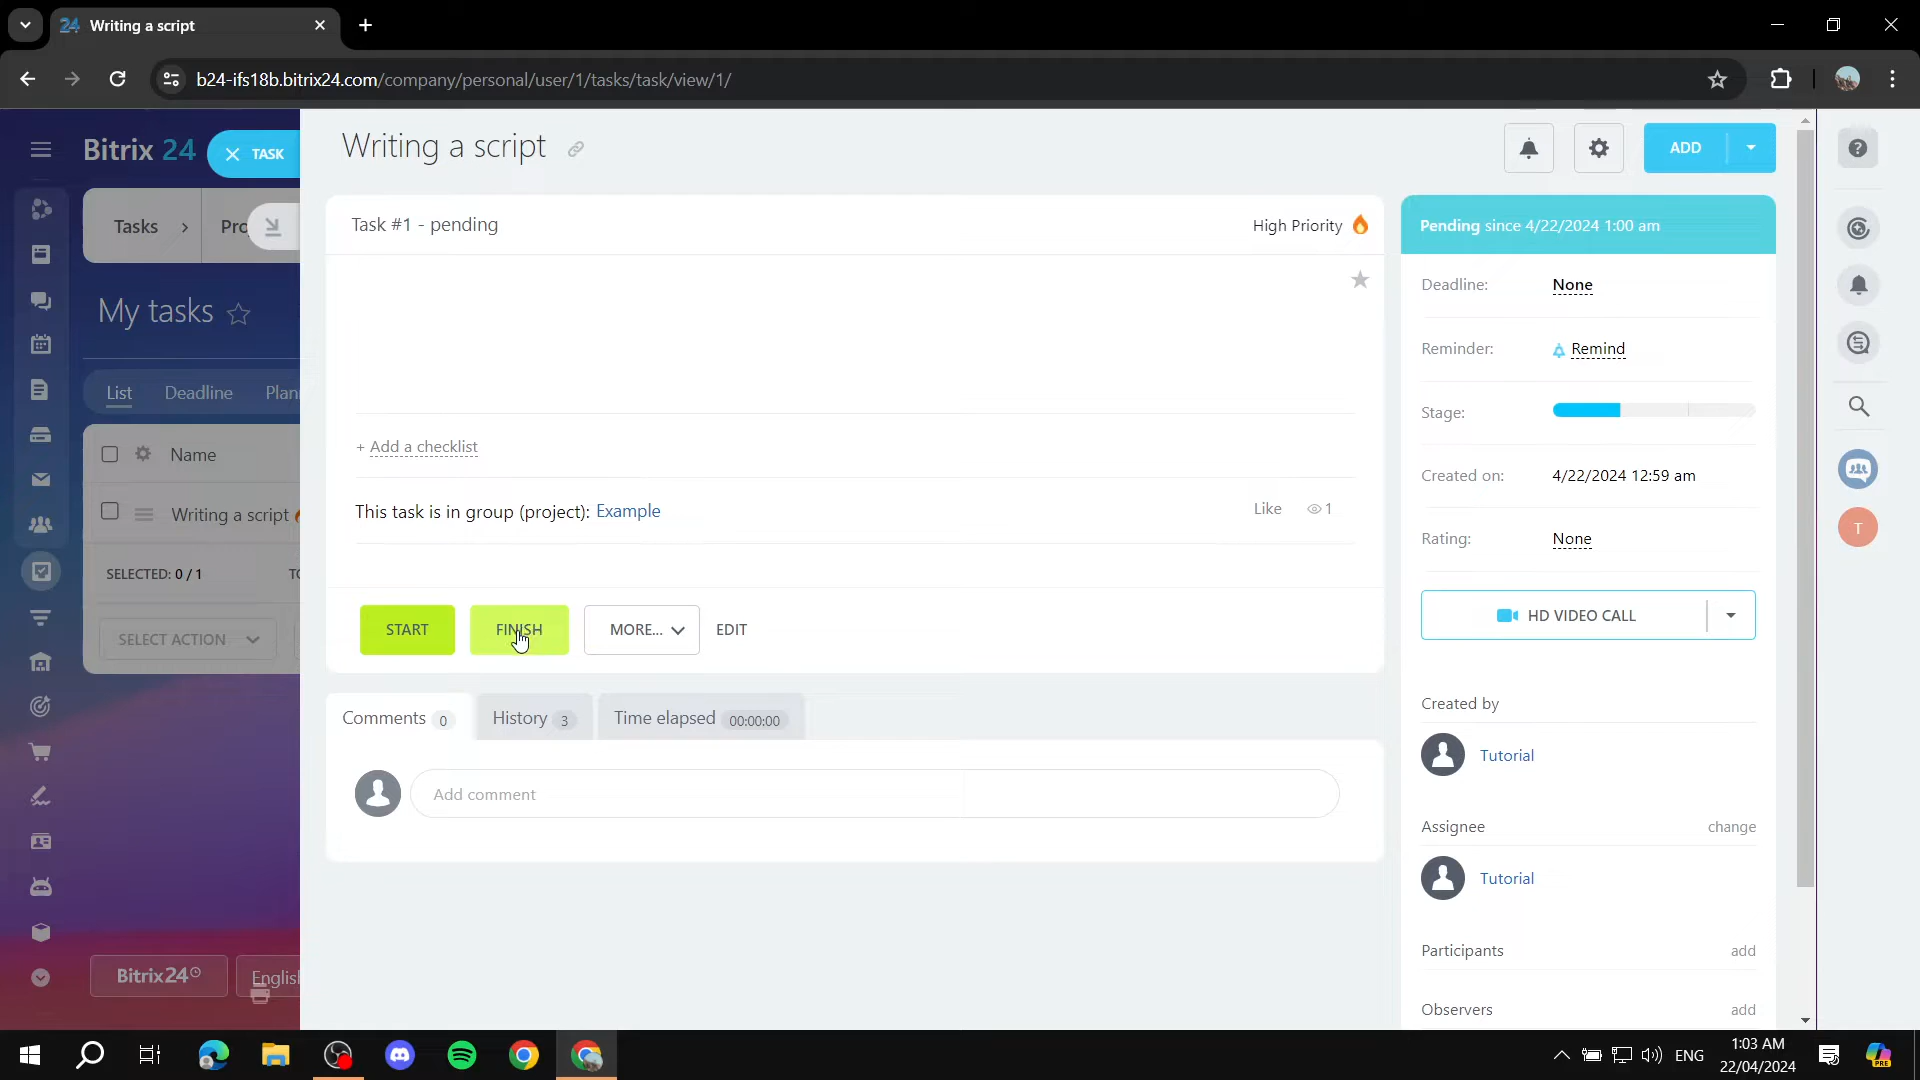 24 Writing a script
b24-ifs18b.bitrix24.com/company/personal/user/1/tasks/task/view/1/
Bitrix 24
TASK
Writing a script
ADD
Tasks
Task #1 - pending
High Priority
Pending since 4/22/2024 1:00 am
Deadline: None
My tasks
Reminder: Remind
List
Deadline
Stage:
+ Add a checklist
Name
Created on: 4/22/2024 12:59 am
Writing a script
This task is in group (project): Example
Like
1
T
Rating: None
SELECTED: 0 / 1
START
FINISH
MORE...
EDIT
SELECT ACTION
HD VIDEO CALL
Created by
Comments 0
History 3
Time elapsed 00:00:00
Tutorial
Add comment
Assignee
change
Tutorial
Participants
add
Bitrix24
Observers
add
ENG
1:03 AM
22/04/2024
PRE